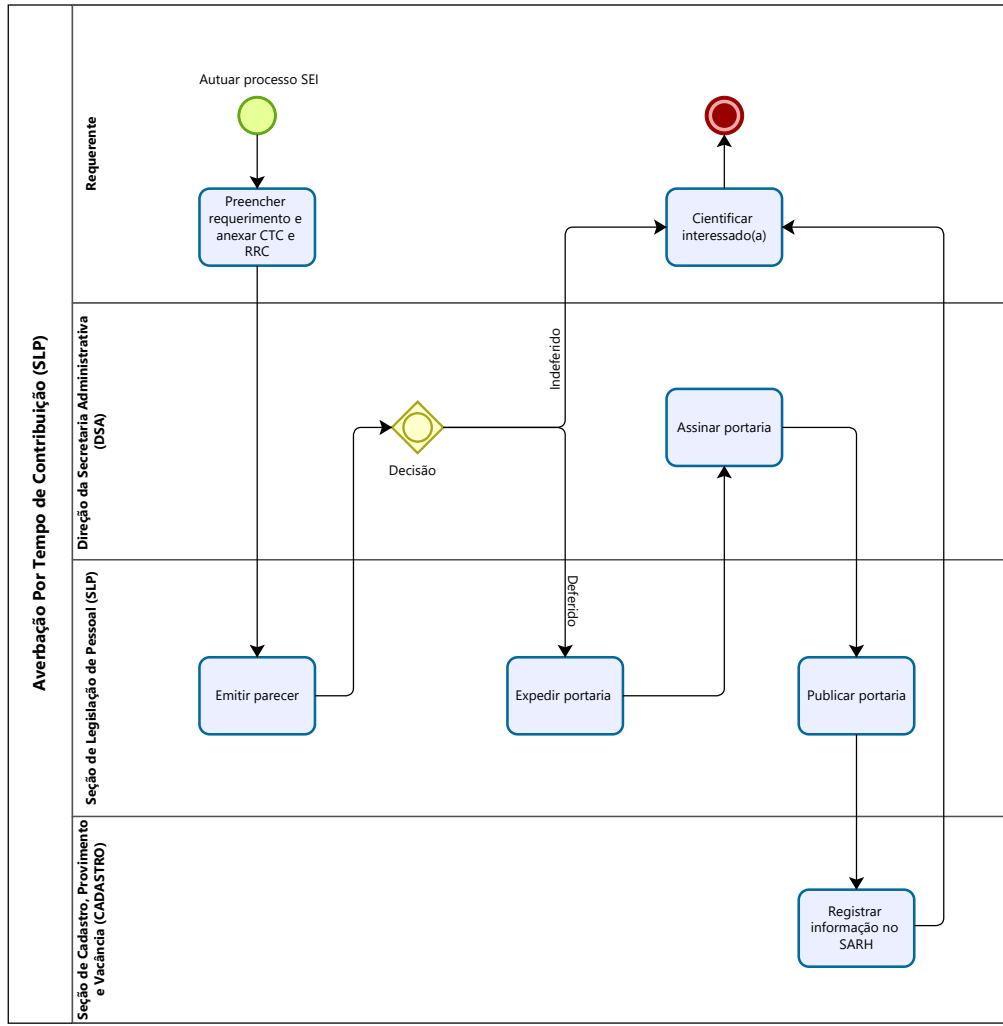 Averbação Por Tempo de Contribuição (SLP)
Requerente
Autuar processo SEI
Preencher
requerimento e
anexar CTC e
RRC
Cientificar
interessado(a)
Direção da Secretaria Administrativa
(DSA)
Indeferido
Decisão
Assinar portaria
Seção de Legislação de Pessoal (SLP)
Deferido
Emitir parecer
Expedir portaria
Publicar portaria
Seção de Cadastro, Provimento
e Vacância (CADASTRO)
Registrar
informação no
SARH